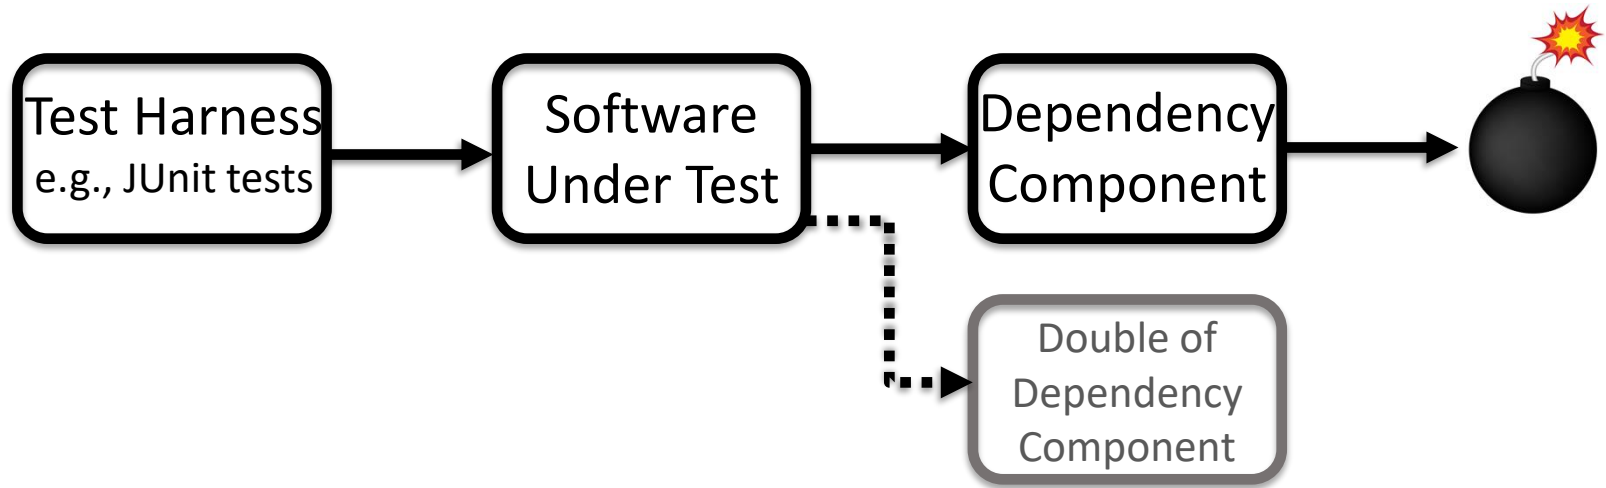 Test Harness
e.g., JUnit tests
Software
Under Test
Dependency
Component
Double of
Dependency
Component